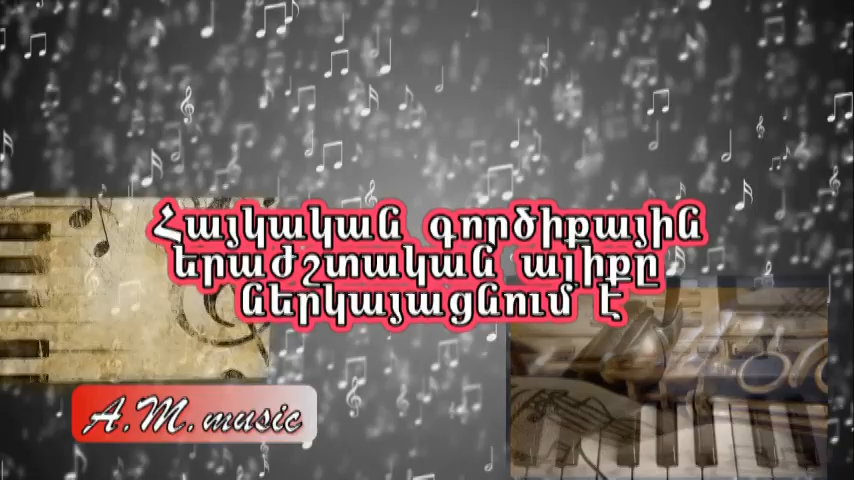 Հայկական գործիքային
երաժշտական ալիքը
ներկայացնում է
A.M.music